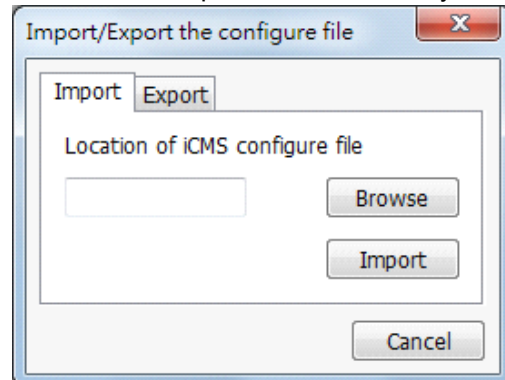 Import/Export the configure file
X
Import Export
Location of iCMS configure file
Browse
Import
Cancel